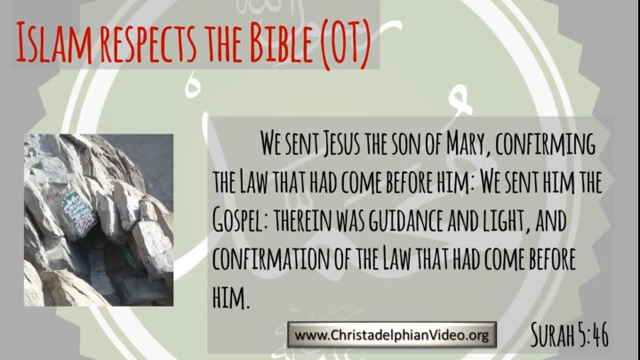 Islam respects the Bible (OT)
We sent Jesus the son of Mary, confirming
the Law that had come before him: We sent him the
Gospel: therein was guidance and light, and
confirmation of the Law that had come before
him.
www.ChristadelphianVideo.org
Surah 5:46